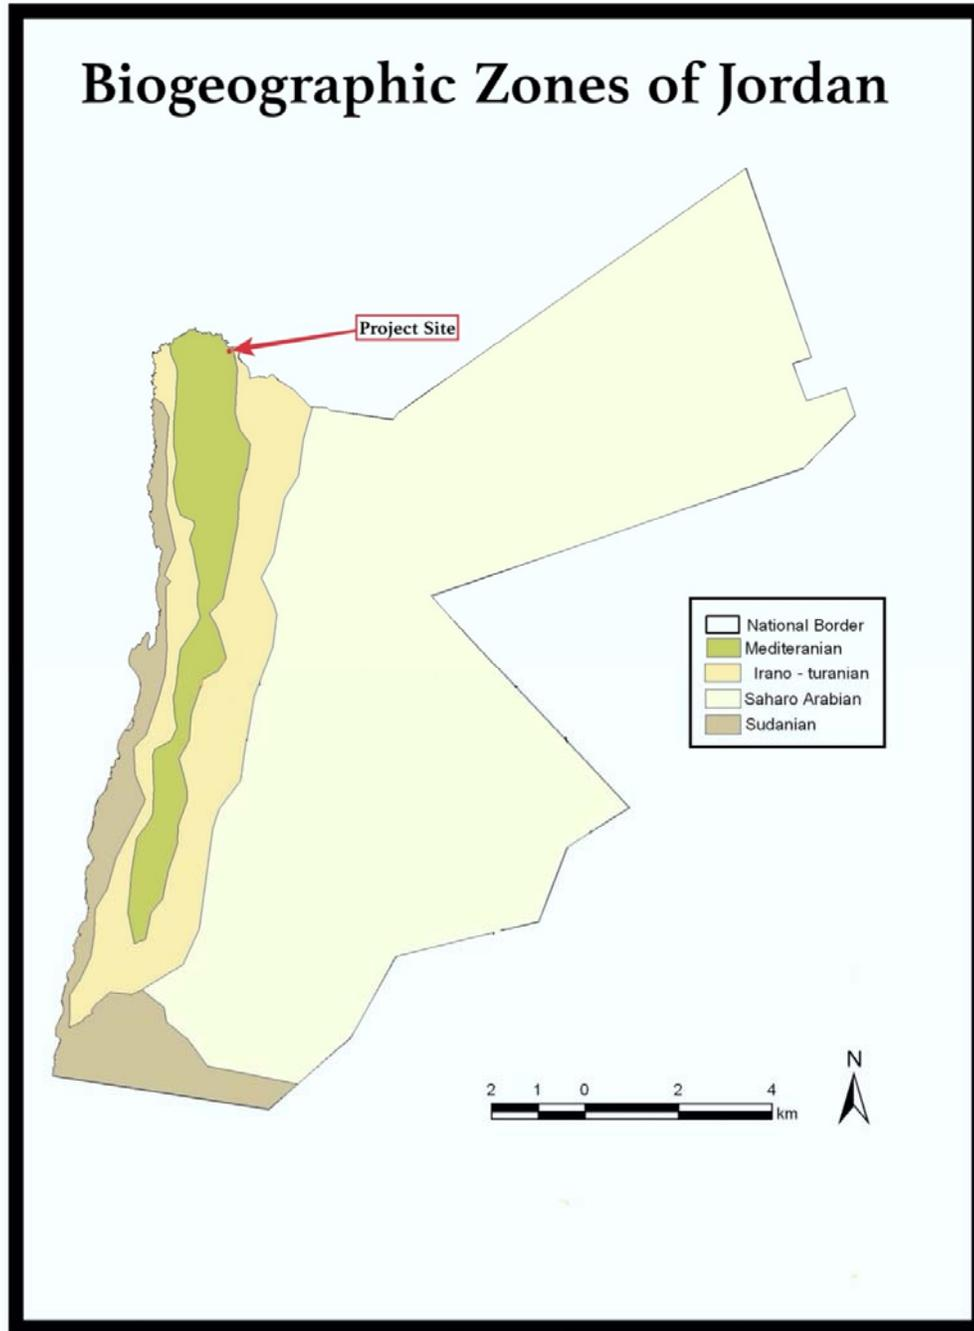 Biogeographic Zones of Jordan
Project Site
National Border
Mediteranian
Irano - turanian
Saharo Arabian
Sudanian
N
2 1 0 2 4
km